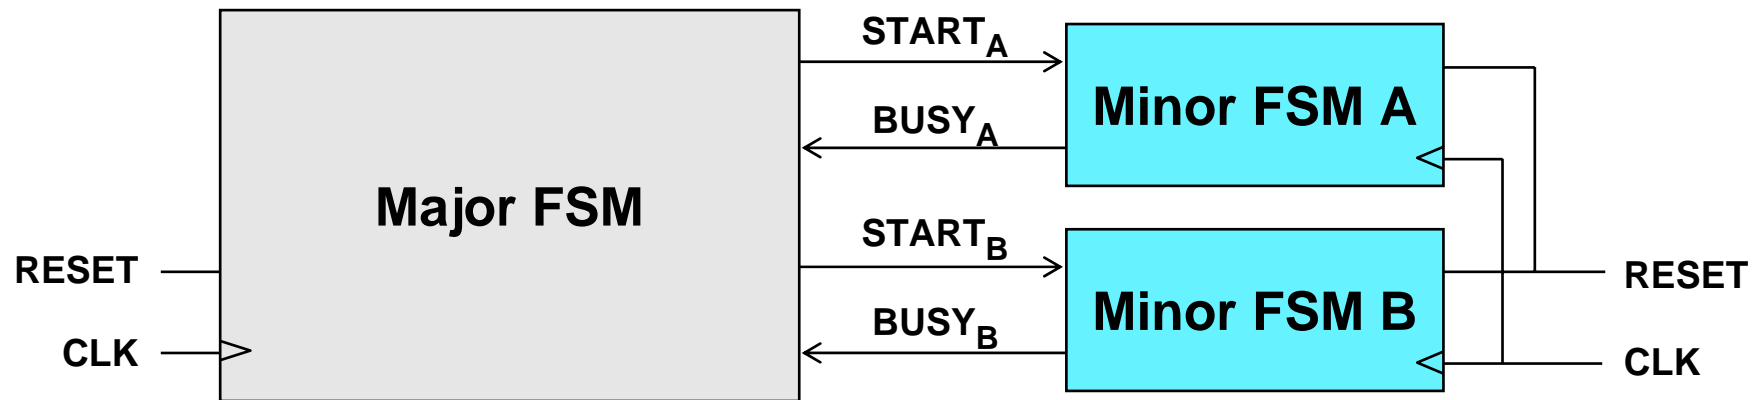 START_A
BUSY_A
Minor FSM A
Major FSM
START_B
BUSY_B
Minor FSM B
RESET
CLK
RESET
CLK